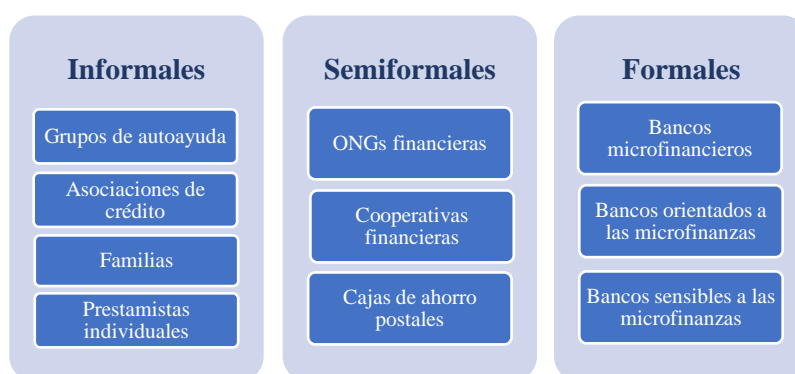 Informales
Grupos de autoayuda
Asociaciones de
crédito
Familias
Prestamistas
individuales
Semiformales
ONGs financieras
Cooperativas
financieras
Cajas de ahorro
postales
Formales
Bancos
microfinancieros
Bancos orientados a
las microfinanzas
Bancos sensibles a las
microfinanzas